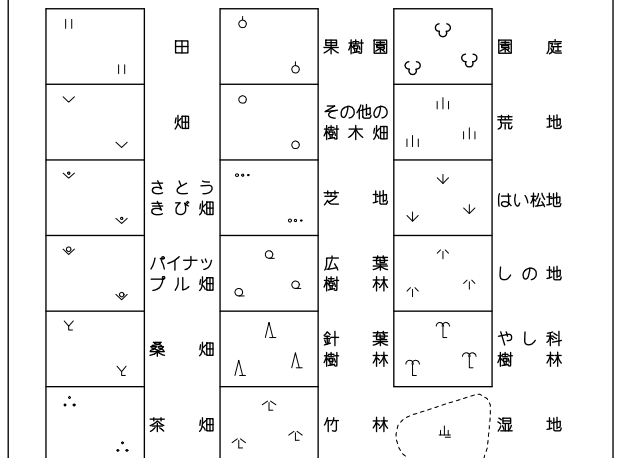 田
果樹園
園庭
畑
その他の
樹木畑
荒地
さとう
きび畑
芝地
はい松地
パイナッ
プル畑
広葉
樹林
しの地
桑畑
針葉
樹林
やし科
樹林
茶畑
竹林
湿地